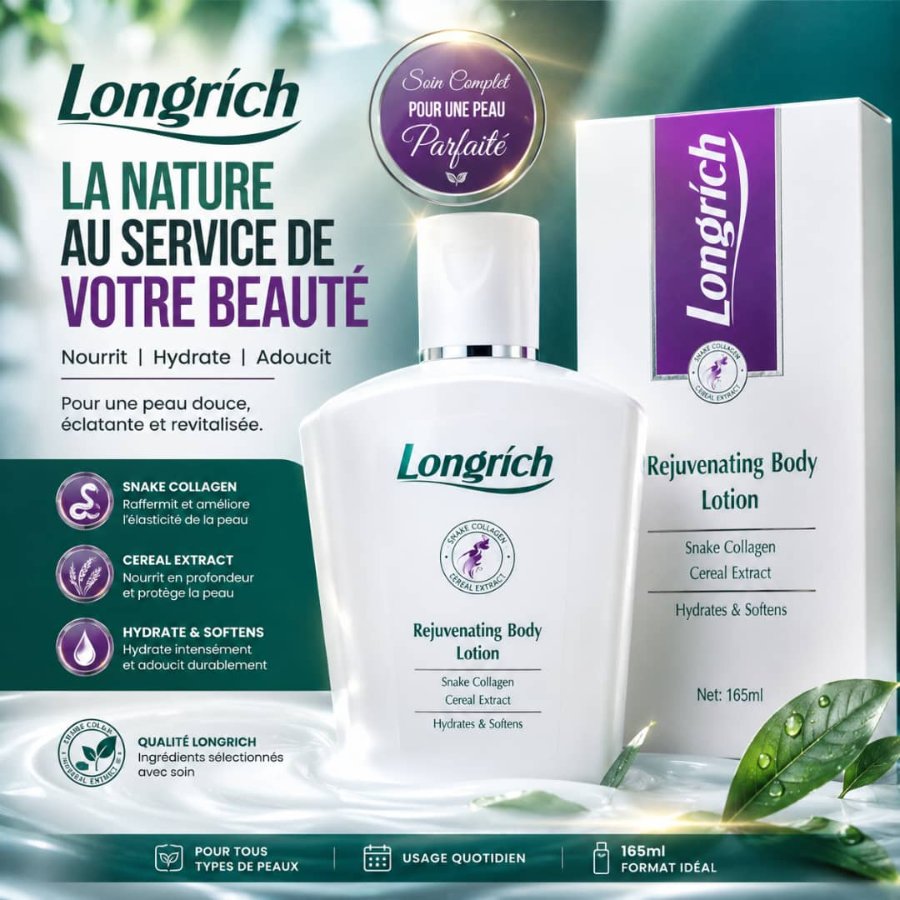 Longrích
LA NATURE
AU SERVICE DE
VOTRE BEAUTÉ
Nourrit | Hydrate | Adoucit
Pour une peau douce,
éclatante et revitalisée.
Soin Complet
POUR UNE PEAU
Parfaité
SNAKE COLLAGEN
Raffermit et améliore
l'élasticité de la peau
CEREAL EXTRACT
Nourrit en profondeur
et protège la peau
HYDRATE & SOFTENS
Hydrate intensément
et adoucit durablement
QUALITÉ LONGRICH
Ingrédients sélectionnés
avec soin
Longrích
SNAKE COLLAGEN
CEREAL EXTRACT
Rejuvenating Body
Lotion
Snake Collagen
Cereal Extract
Hydrates & Softens
Longrích
SNAKE COLLAGEN
CEREAL EXTRACT
Rejuvenating Body
Lotion
Snake Collagen
Cereal Extract
Hydrates & Softens
Net: 165ml
POUR TOUS
TYPES DE PEAUX
USAGE QUOTIDIEN
165ml
FORMAT IDÉAL